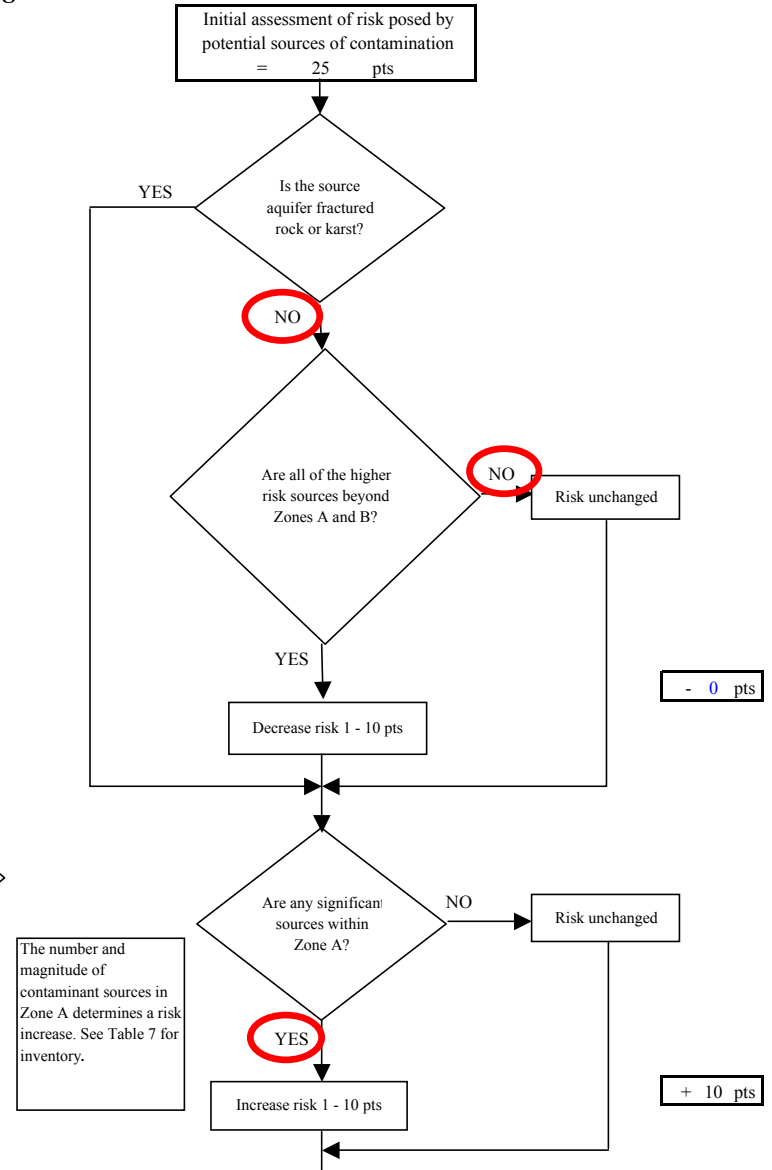 g
Initial assessment of risk posed by
potential sources of contamination
= 25 pts
YES
Is the source
aquifer fractured
rock or karst?
NO
Are all of the higher
risk sources beyond
Zones A and B?
NO
Risk unchanged
YES
- 0 pts
Decrease risk 1 - 10 pts
Are any significant
sources within
Zone A?
NO
Risk unchanged
The number and
magnitude of
contaminant sources in
Zone A determines a risk
increase. See Table 7 for
inventory.
YES
Increase risk 1 - 10 pts
+ 10 pts